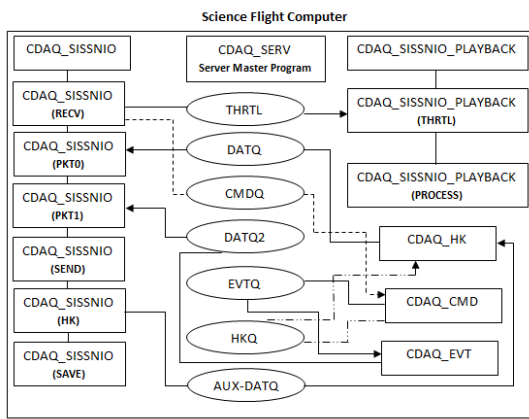 Science Flight Computer
CDAQ_SISSNIO
CDAQ_SERV
Server Master Program
CDAQ_SISSNIO_PLAYBACK
CDAQ_SISSNIO
(RECV)
THRTL
CDAQ_SISSNIO_PLAYBACK
(THRTL)
CDAQ_SISSNIO
(PKT0)
DATQ
CDAQ_SISSNIO_PLAYBACK
(PROCESS)
CMDQ
CDAQ_SISSNIO
(PKT1)
DATQ2
CDAQ_HK
CDAQ_SISSNIO
(SEND)
EVTQ
CDAQ_CMD
CDAQ_SISSNIO
(HK)
HKQ
CDAQ_EVT
CDAQ_SISSNIO
(SAVE)
AUX-DATQ